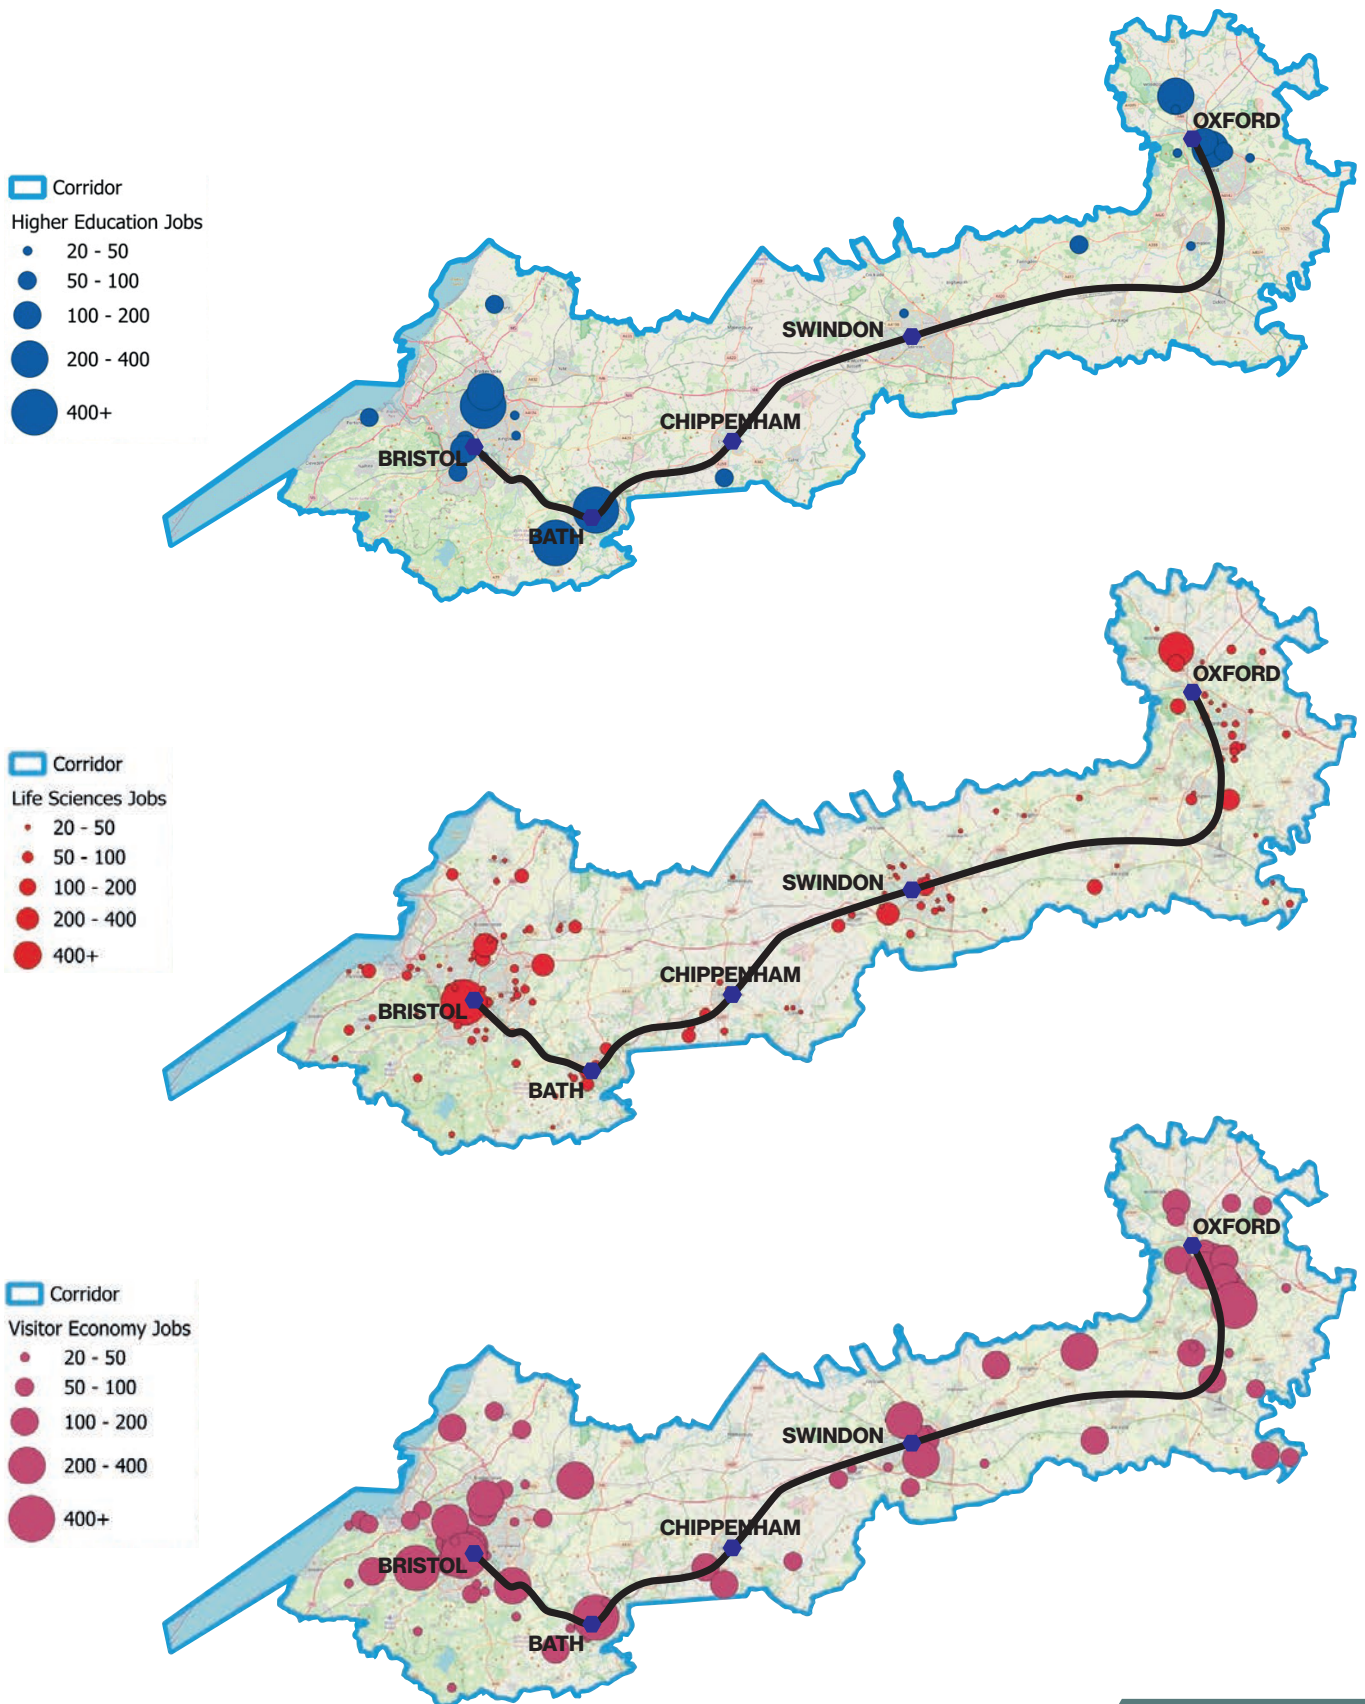 OXFORD
Corridor
Higher Education Jobs
20 - 50
50 - 100
100 - 200
200 - 400
400+
SWINDON
CHIPPENHAM
BRISTOL
BATH
OXFORD
Corridor
Life Sciences Jobs
20 - 50
50 - 100
100 - 200
200 - 400
400+
SWINDON
CHIPPENHAM
BRISTOL
BATH
OXFORD
Corridor
Visitor Economy Jobs
20 - 50
50 - 100
100 - 200
200 - 400
400+
SWINDON
CHIPPENHAM
BRISTOL
BATH